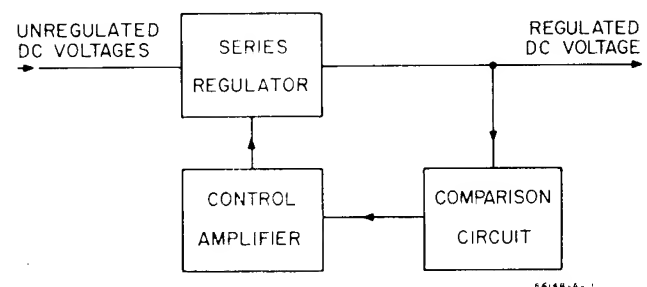 UNREGULATED
DC VOLTAGES
SERIES
REGULATOR
REGULATED
DC VOLTAGE
CONTROL
AMPLIFIER
COMPARISON
CIRCUIT